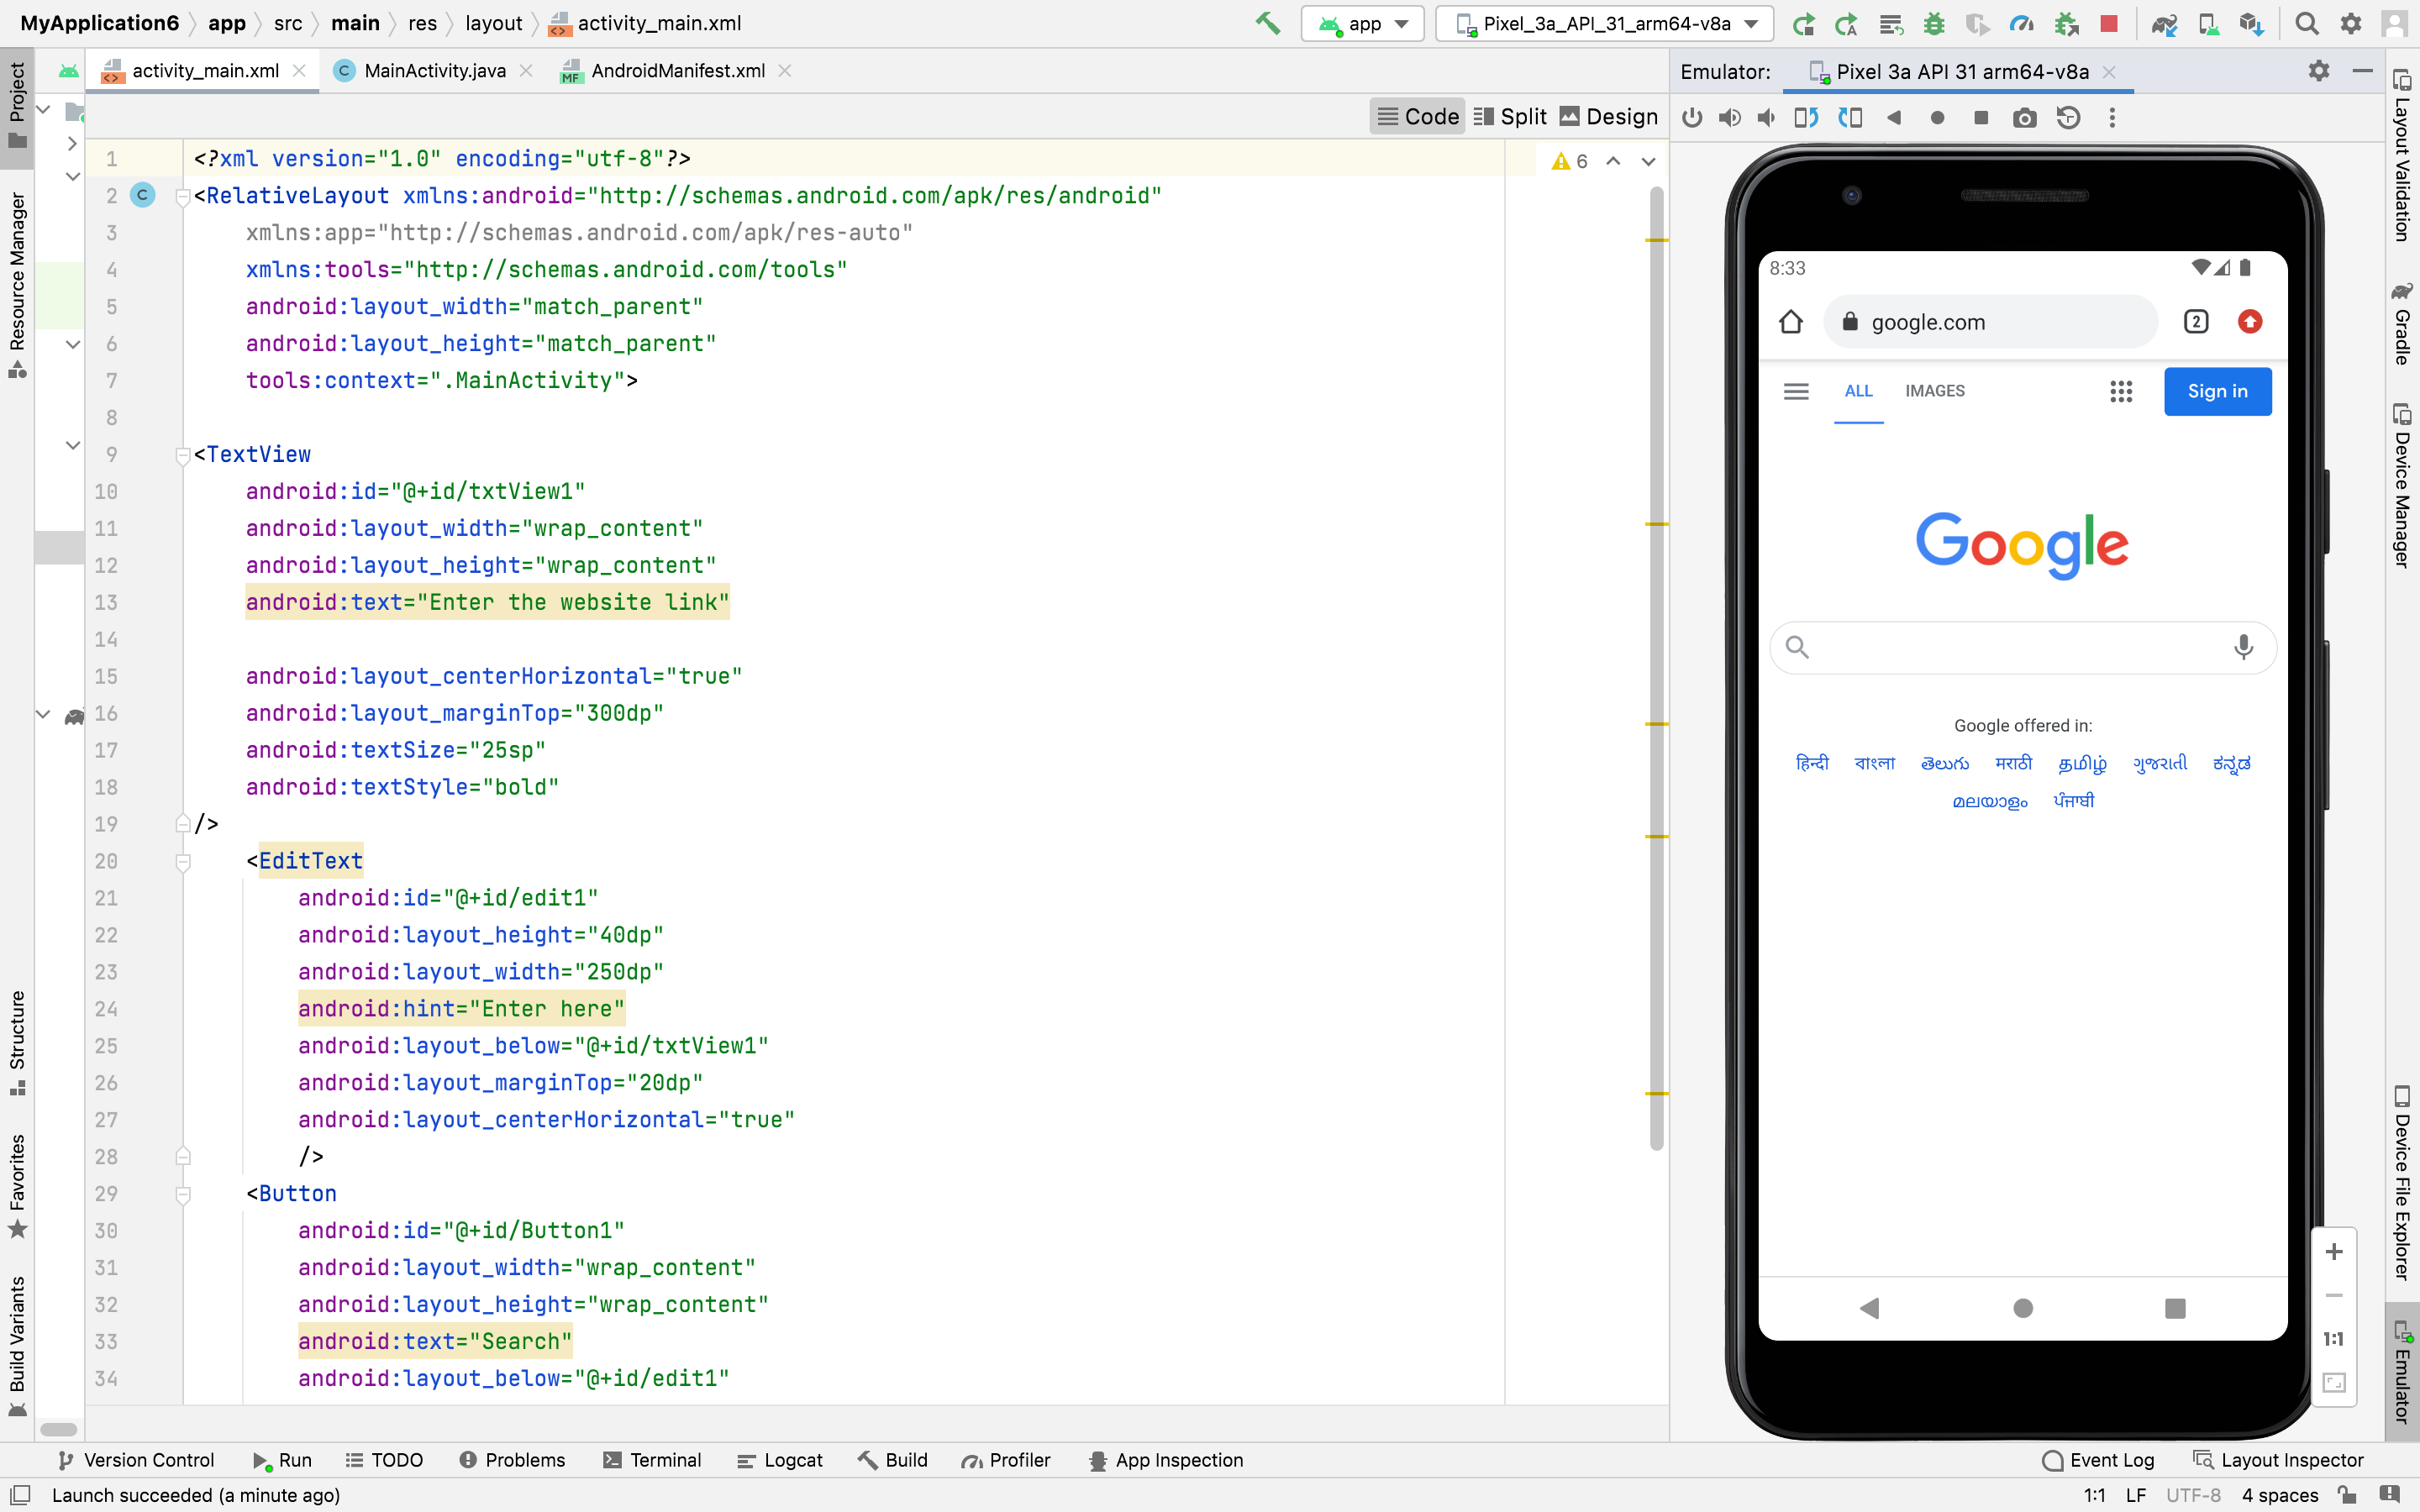 MyApplication6 app src main res layout activity_main.xml
app
Pixel_3a_API_31_arm64-v8a
activity_main.xml
MainActivity.java
AndroidManifest.xml
Emulator: Pixel 3a API 31 arm64-v8a
Code Split Design
6
Project
Resource Manager
Structure
Favorites
Build Variants
1 <?xml version="1.0" encoding="utf-8"?>
2 <RelativeLayout xmlns:android="http://schemas.android.com/apk/res/android"
3 xmlns:app="http://schemas.android.com/apk/res-auto"
4 xmlns:tools="http://schemas.android.com/tools"
5 android:layout_width="match_parent"
6 android:layout_height="match_parent"
7 tools:context=".MainActivity">
8
9 <TextView
10 android:id="@+id/txtView1"
11 android:layout_width="wrap_content"
12 android:layout_height="wrap_content"
13 android:text="Enter the website link"
14
15 android:layout_centerHorizontal="true"
16 android:layout_marginTop="300dp"
17 android:textSize="25sp"
18 android:textStyle="bold"
19 />
20 <EditText
21 android:id="@+id/edit1"
22 android:layout_height="40dp"
23 android:layout_width="250dp"
24 android:hint="Enter here"
25 android:layout_below="@+id/txtView1"
26 android:layout_marginTop="20dp"
27 android:layout_centerHorizontal="true"
28 />
29 <Button
30 android:id="@+id/Button1"
31 android:layout_width="wrap_content"
32 android:layout_height="wrap_content"
33 android:text="Search"
34 android:layout_below="@+id/edit1"
8:33
google.com
2
ALL IMAGES Sign in
Google
Google offered in:
हिन्दी বাংলা తెలుగు मराठी தமிழ் ગુજરાતી ಕನ್ನಡ
മലയാളം ਪੰਜਾਬੀ
1:1
Layout Validation
Gradle
Device Manager
Device File Explorer
Emulator
Version Control Run TODO Problems Terminal Logcat Build Profiler App Inspection Event Log Layout Inspector
Launch succeeded (a minute ago) 1:1 LF UTF-8 4 spaces